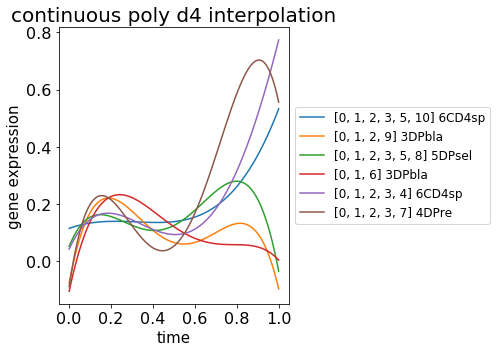 continuous poly d4 interpolation
gene expression
0.8
0.6
0.4
0.2
0.0
0.0 0.2 0.4 0.6 0.8 1.0
time
[0, 1, 2, 3, 5, 10] 6CD4sp
[0, 1, 2, 9] 3DPbla
[0, 1, 2, 3, 5, 8] 5DPsel
[0, 1, 6] 3DPbla
[0, 1, 2, 3, 4] 6CD4sp
[0, 1, 2, 3, 7] 4DPre